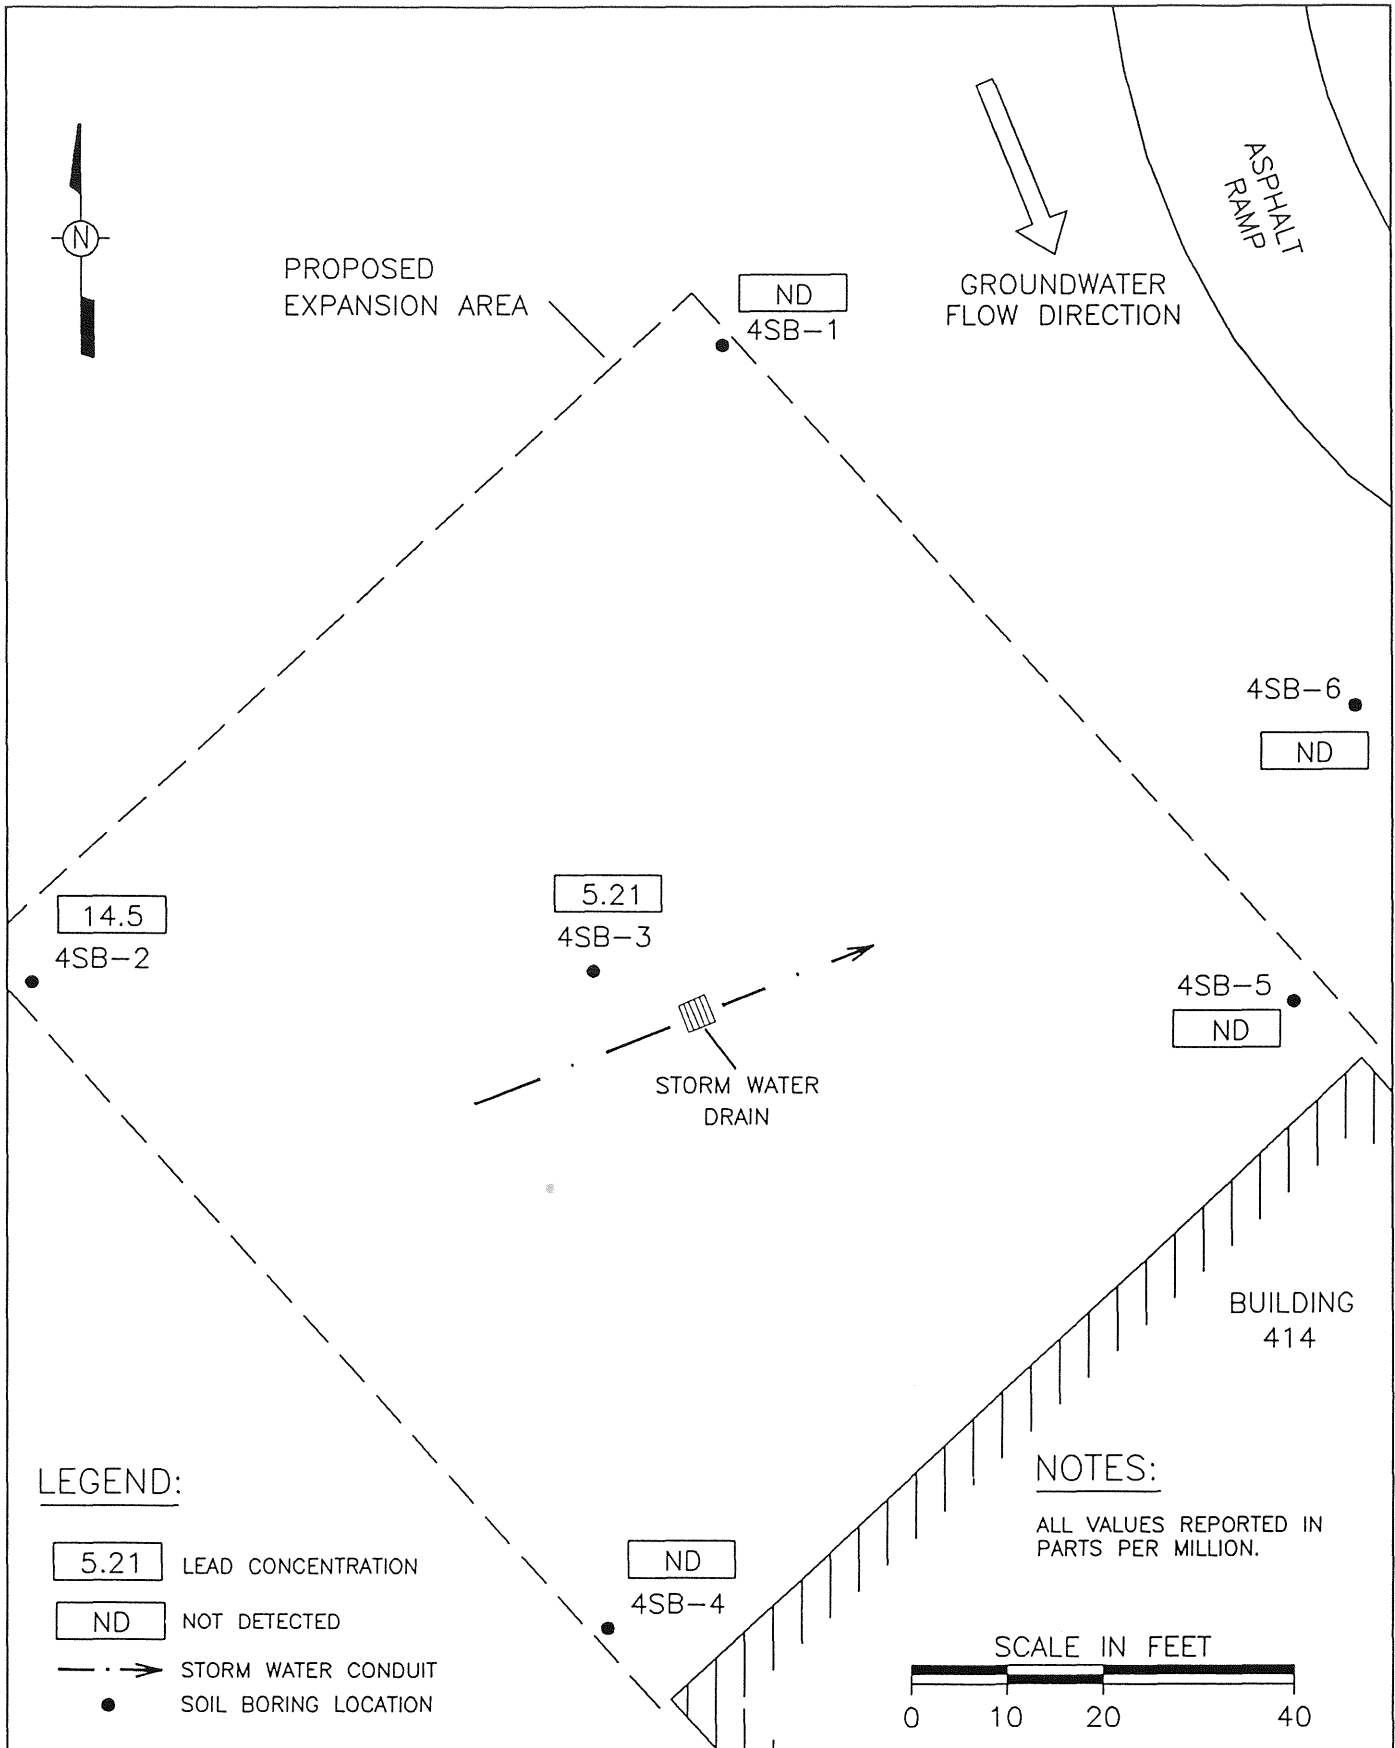 ASPHALT
RAMP
N
PROPOSED
EXPANSION AREA
ND
4SB-1
GROUNDWATER
FLOW DIRECTION
4SB-6
ND
14.5
4SB-2
5.21
4SB-3
4SB-5
ND
STORM WATER
DRAIN
BUILDING
414
LEGEND:
5.21 LEAD CONCENTRATION
ND NOT DETECTED
STORM WATER CONDUIT
SOIL BORING LOCATION
ND
4SB-4
NOTES:
ALL VALUES REPORTED IN
PARTS PER MILLION.
SCALE IN FEET
0 10 20 40